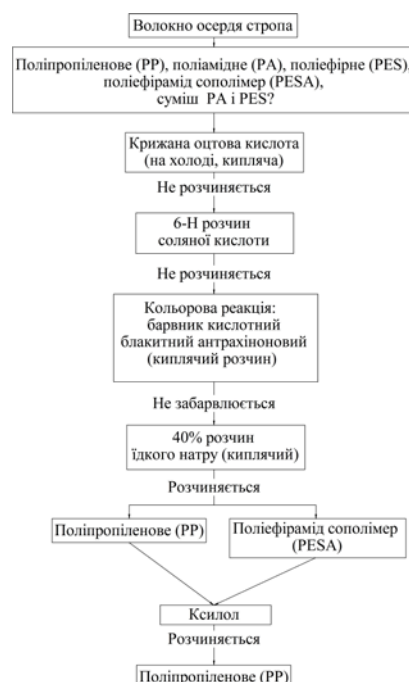 Волокно осердя стропа
Поліпропіленове (PP), поліамідне (PA), поліефірне (PES),
поліефірамід сополімер (PESA),
суміш PA і PES?
Крижана оцтова кислота
(на холоді, кипляча)
Не розчиняється
6-Н розчин
соляної кислоти
Не розчиняється
Кольорова реакція:
барвник кислотний
блакитний антрахіноновий
(киплячий розчин)
Не забарвлюється
40% розчин
їдкого натру (киплячий)
Розчиняється
Поліпропіленове (PP)
Поліефірамід сополімер
(PESA)
Ксилол
Розчиняється
Поліпропіленове (PP)